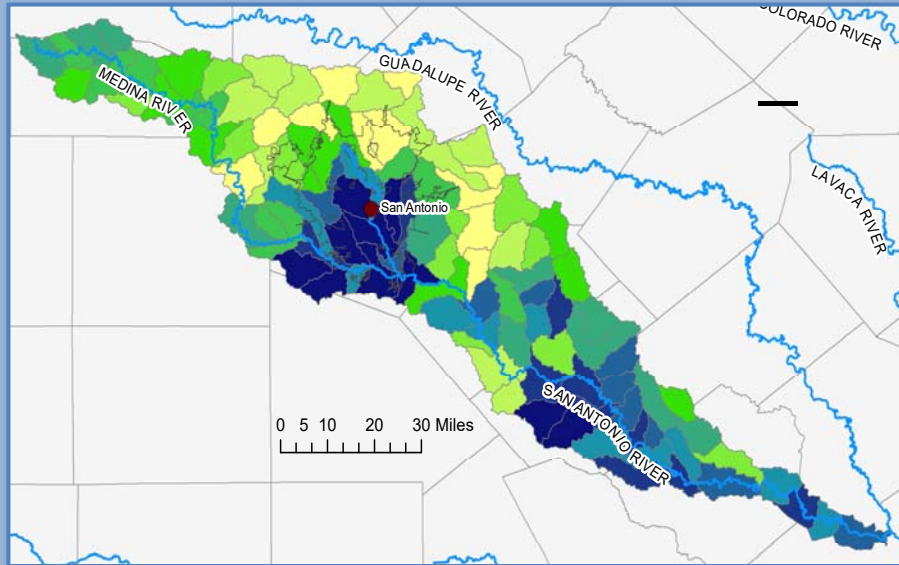 COLORADO RIVER
GUADALUPE RIVER
MEDINA RIVER
LAVACA RIVER
San Antonio
SAN ANTONIO RIVER
0 5 10 20 30 Miles